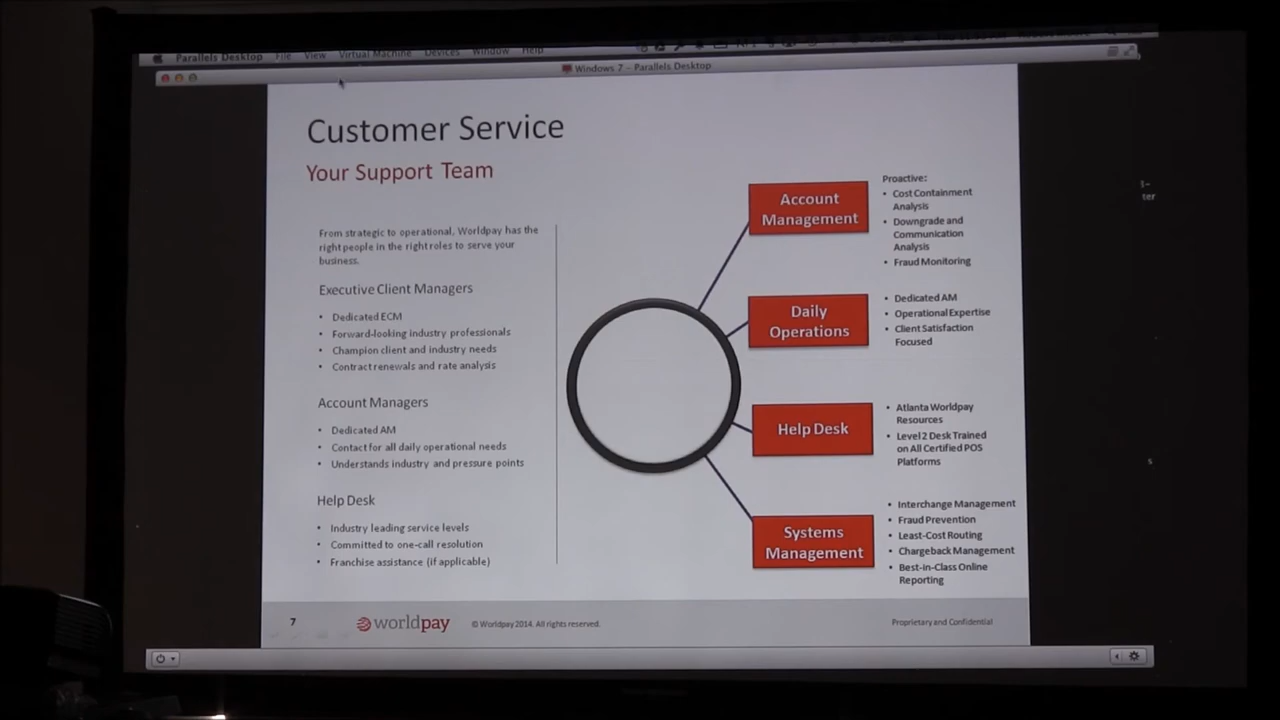 Parallels Desktop File View Virtual Machine Devices Window Help
Windows 7 - Parallels Desktop
Customer Service
Your Support Team
From strategic to operational, Worldpay has the
right people in the right roles to serve your
business.
Executive Client Managers
• Dedicated ECM
• Forward-looking industry professionals
• Champion client and industry needs
• Contract renewals and rate analysis
Account Managers
• Dedicated AM
• Contact for all daily operational needs
• Understands industry and pressure points
Help Desk
• Industry leading service levels
• Committed to one-call resolution
• Franchise assistance (if applicable)
Account
Management
Proactive:
• Cost Containment
Analysis
• Downgrade and
Communication
Analysis
• Fraud Monitoring
Daily
Operations
• Dedicated AM
• Operational Expertise
• Client Satisfaction
Focused
Help Desk
• Atlanta Worldpay
Resources
• Level 2 Desk Trained
on All Certified POS
Platforms
Systems
Management
• Interchange Management
• Fraud Prevention
• Least-Cost Routing
• Chargeback Management
• Best-in-Class Online
Reporting
7
worldpay
© Worldpay 2014. All rights reserved.
Proprietary and Confidential